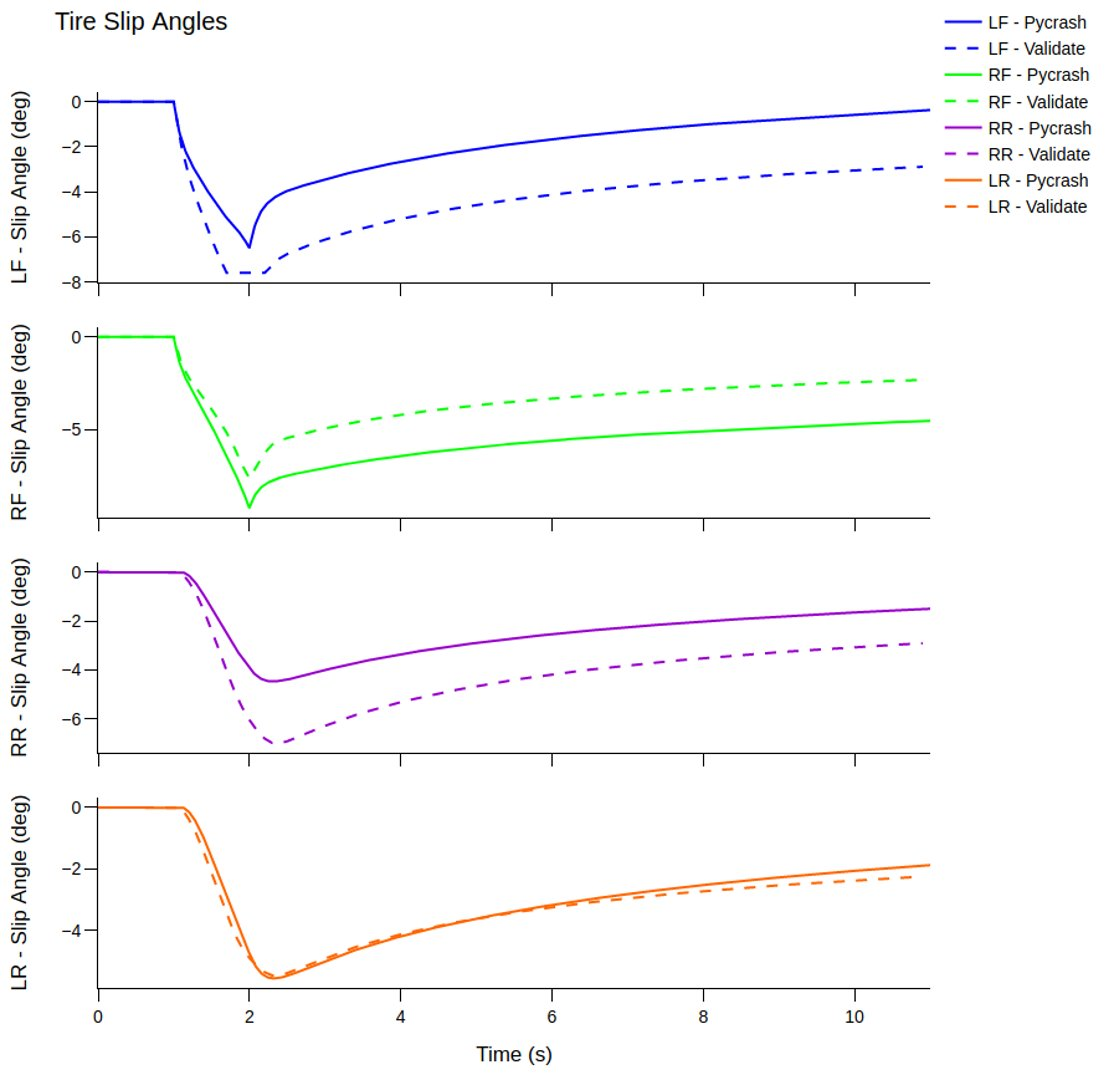 Tire Slip Angles
LF - Pycrash
LF - Validate
RF - Pycrash
RF - Validate
RR - Pycrash
RR - Validate
LR - Pycrash
LR - Validate
LF - Slip Angle (deg)
0
−2
−4
−6
−8
RF - Slip Angle (deg)
0
−5
RR - Slip Angle (deg)
0
−2
−4
−6
LR - Slip Angle (deg)
0
−2
−4
0 2 4 6 8 10
Time (s)